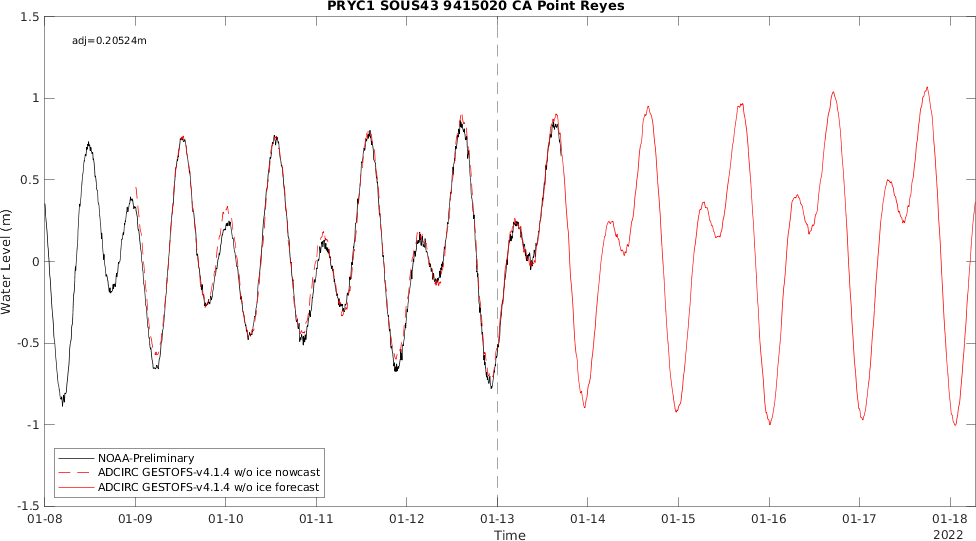 PRYC1 SOUS43 9415020 CA Point Reyes
adj=0.20524m
1.5
1
0.5
0
-0.5
-1
-1.5
Water Level (m)
NOAA-Preliminary
ADCIRC GESTOFS-v4.1.4 w/o ice nowcast
ADCIRC GESTOFS-v4.1.4 w/o ice forecast
01-08 01-09 01-10 01-11 01-12 01-13 01-14 01-15 01-16 01-17 01-18
Time
2022